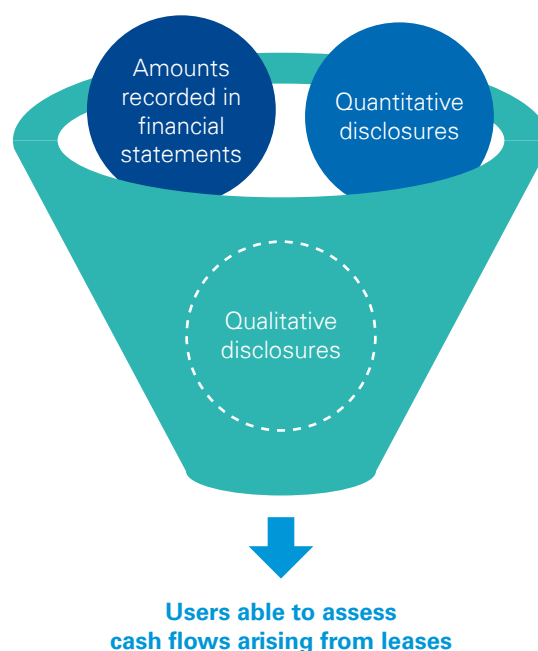 Amounts
recorded in
financial
statements
Quantitative
disclosures
Qualitative
disclosures
Users able to assess
cash flows arising from leases